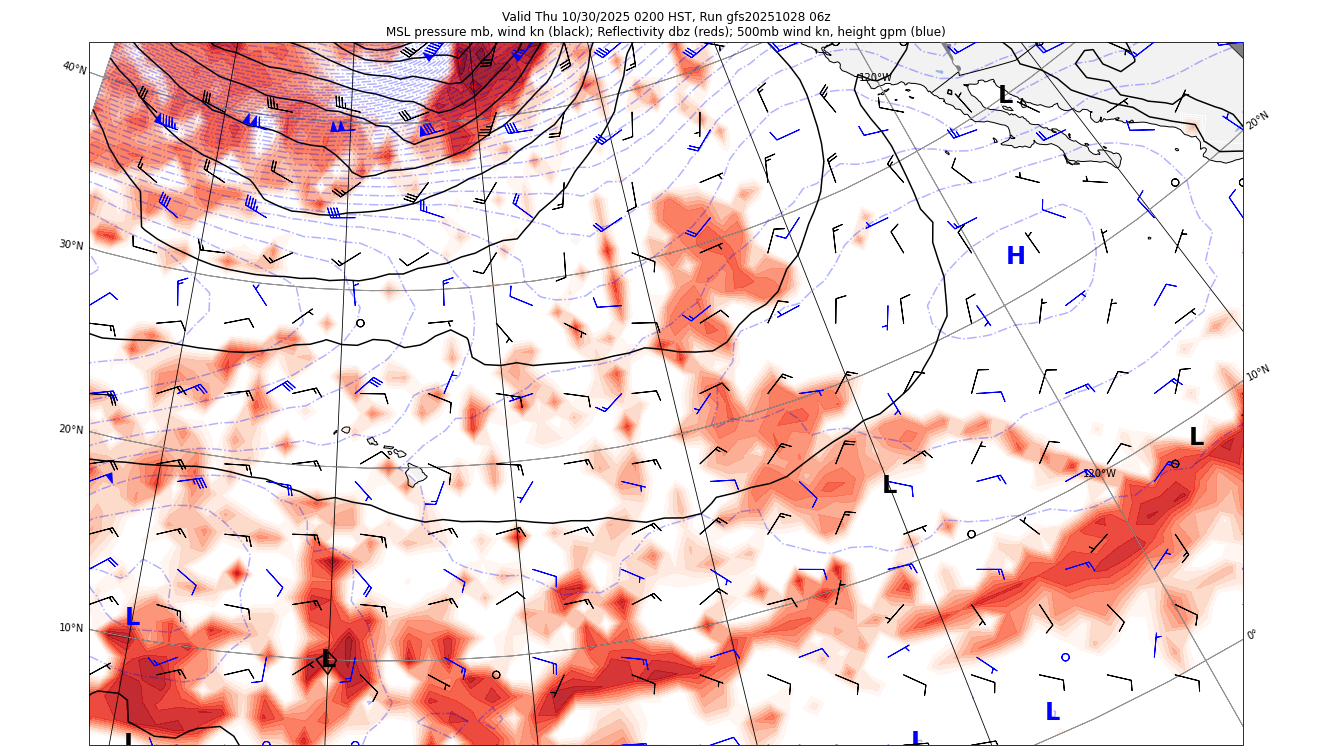 Valid Thu 10/30/2025 0200 HST, Run gfs20251028 06z
MSL pressure mb, wind kn (black); Reflectivity dbz (reds); 500mb wind kn, height gpm (blue)
40°N
120°W
L
20°N
30°N
H
10°N
20°N
L
120°W
L
L
10°N
0°
L
L
L
L